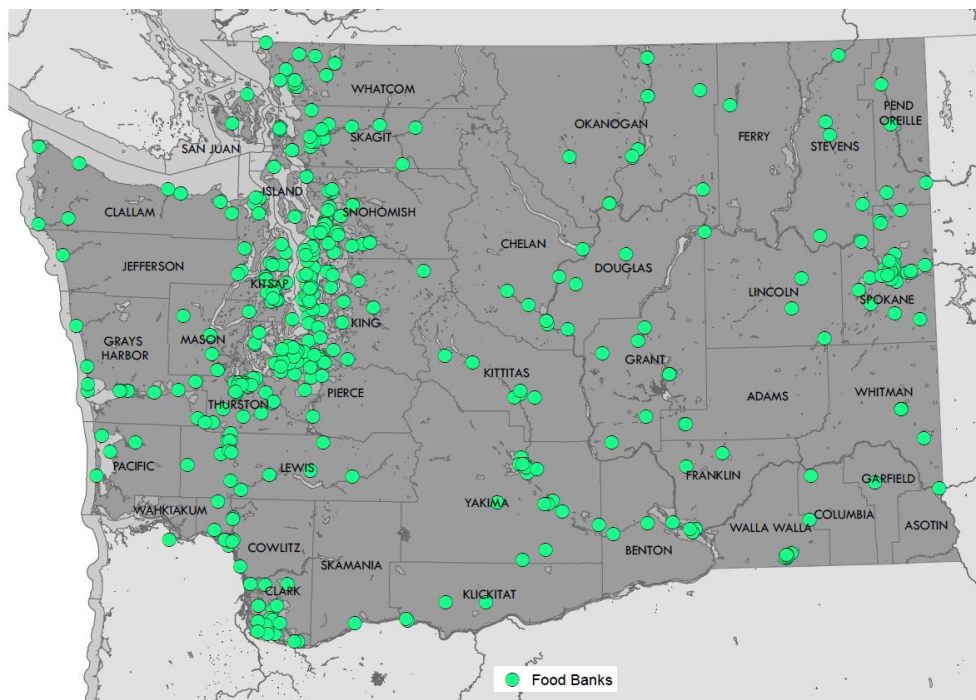 WHATCOM
PEND
OREILLE
OKANOGAN
FERRY
STEVENS
SKAGIT
SAN JUAN
ISLAND
CLALLAM
SNOHOMISH
CHELAN
JEFFERSON
DOUGLAS
KITSAP
LINCOLN
SPOKANE
KING
MASON
GRAYS
HARBOR
GRANT
KITTITAS
PIERCE
ADAMS
WHITMAN
THURSTON
PACIFIC
LEWIS
FRANKLIN
GARFIELD
YAKIMA
WAHKIAKUM
COLUMBIA
WALLA WALLA
ASOTIN
COWLITZ
BENTON
SKAMANIA
CLARK
KLICKITAT
Food Banks